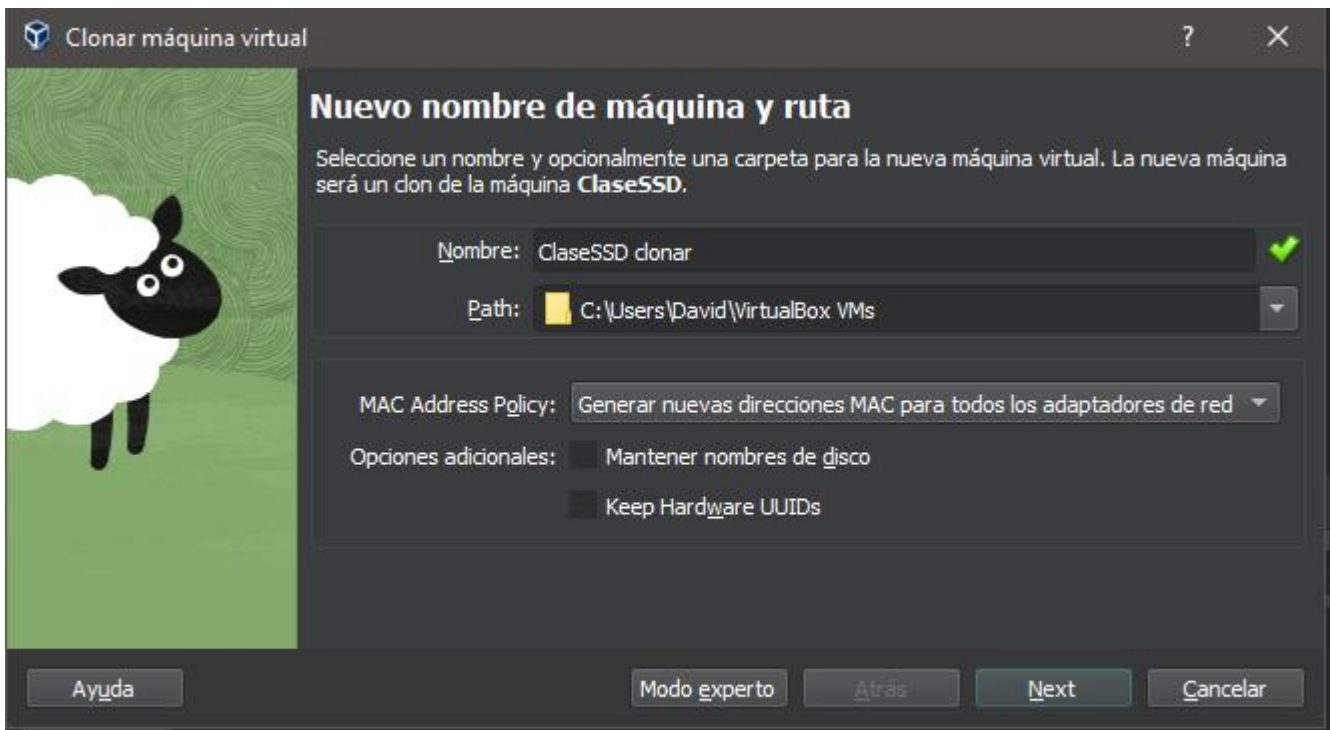 Clonar máquina virtual
?
Nuevo nombre de máquina y ruta
Seleccione un nombre y opcionalmente una carpeta para la nueva máquina virtual. La nueva máquina
será un clon de la máquina ClaseSSD.
Nombre: ClaseSSD clonar
Path: C:\Users\David\VirtualBox VMs
MAC Address Policy: Generar nuevas direcciones MAC para todos los adaptadores de red
Opciones adicionales: Mantener nombres de disco
Keep Hardware UUIDs
Ayuda Modo experto Atrás Next Cancelar